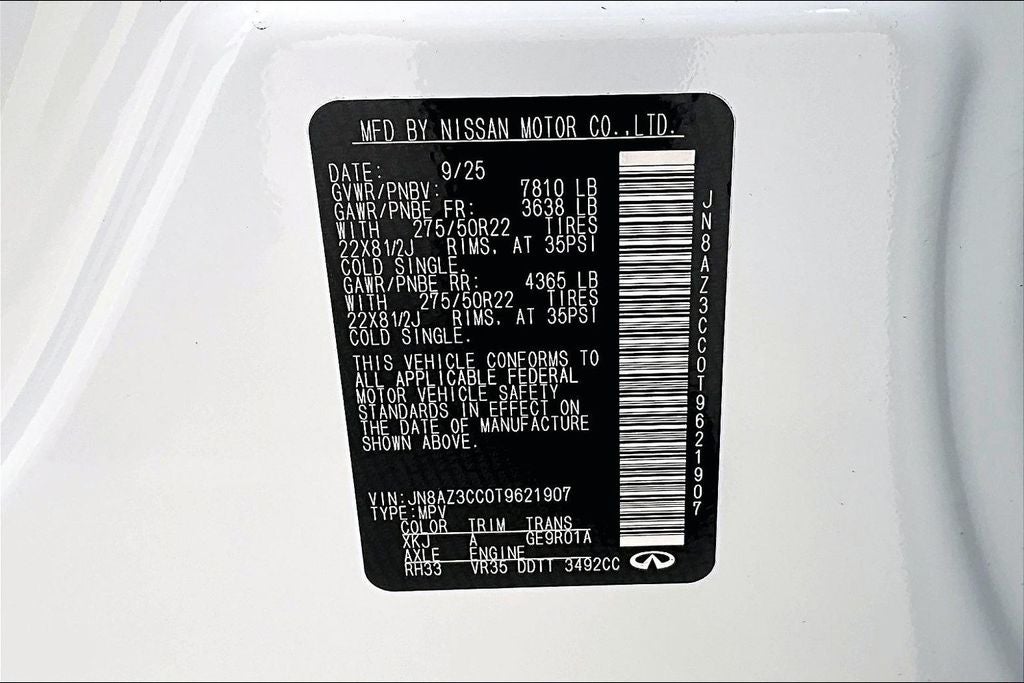 MFD BY NISSAN MOTOR CO.,LTD.
DATE: 9/25
GVWR/PNBV: 7810 LB
GAWR/PNBE FR: 3638 LB
WITH 275/50R22 TIRES
22X81/2J RIMS, AT 35PSI
COLD SINGLE.
GAWR/PNBE RR: 4365 LB
WITH 275/50R22 TIRES
22X81/2J RIMS, AT 35PSI
COLD SINGLE.
THIS VEHICLE CONFORMS TO
ALL APPLICABLE FEDERAL
MOTOR VEHICLE SAFETY
STANDARDS IN EFFECT ON
THE DATE OF MANUFACTURE
SHOWN ABOVE.
VIN:JN8AZ3CC0T9621907
TYPE:MPV
COLOR TRIM TRANS
XKJ A GE9R01A
AXLE ENGINE
RH33 VR35 DDTT 3492CC
JN8AZ3CC0T9621907